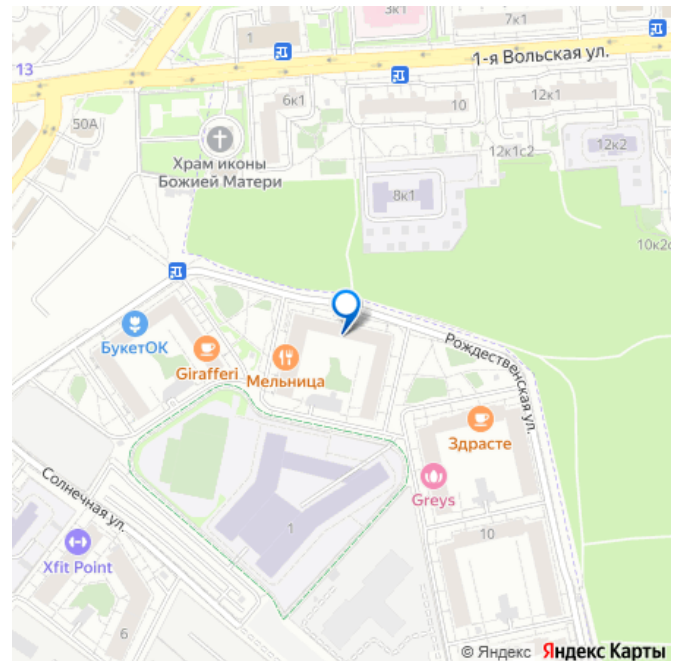 3к1
7к1
1
1-я Вольская ул.
13
6к1
10
12к1
50А
Храм иконы
Божией Матери
12к1с2
12к2
8к1
БукетОК
Girafferi
Мельница
Рождественская ул.
Здрасте
Greys
Солнечная ул.
1
10
Xfit Point
6
© Яндекс Яндекс Карты